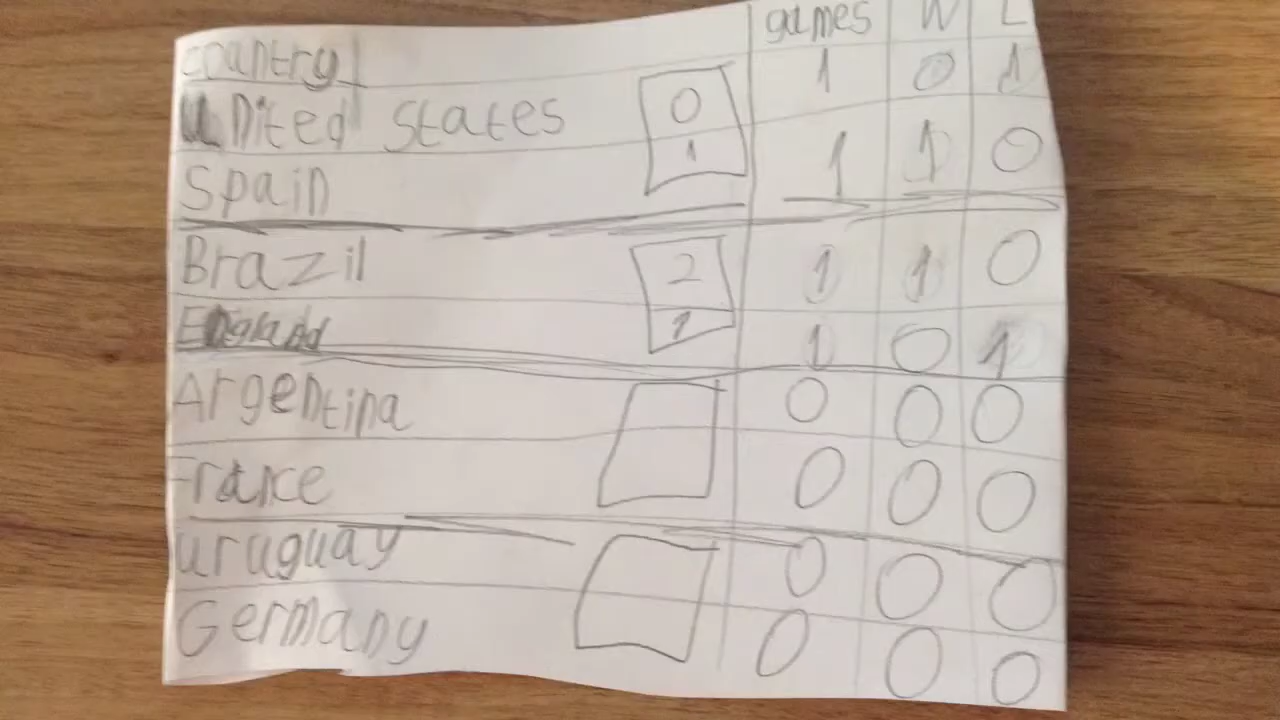 country games W L
United States 0 1 0 1
Spain 1 1 1 0
Brazil 2 1 1 0
England 1 1 0 1
Argentina 0 0 0
France 0 0 0
uruguay 0 0 0
Germany 0 0 0